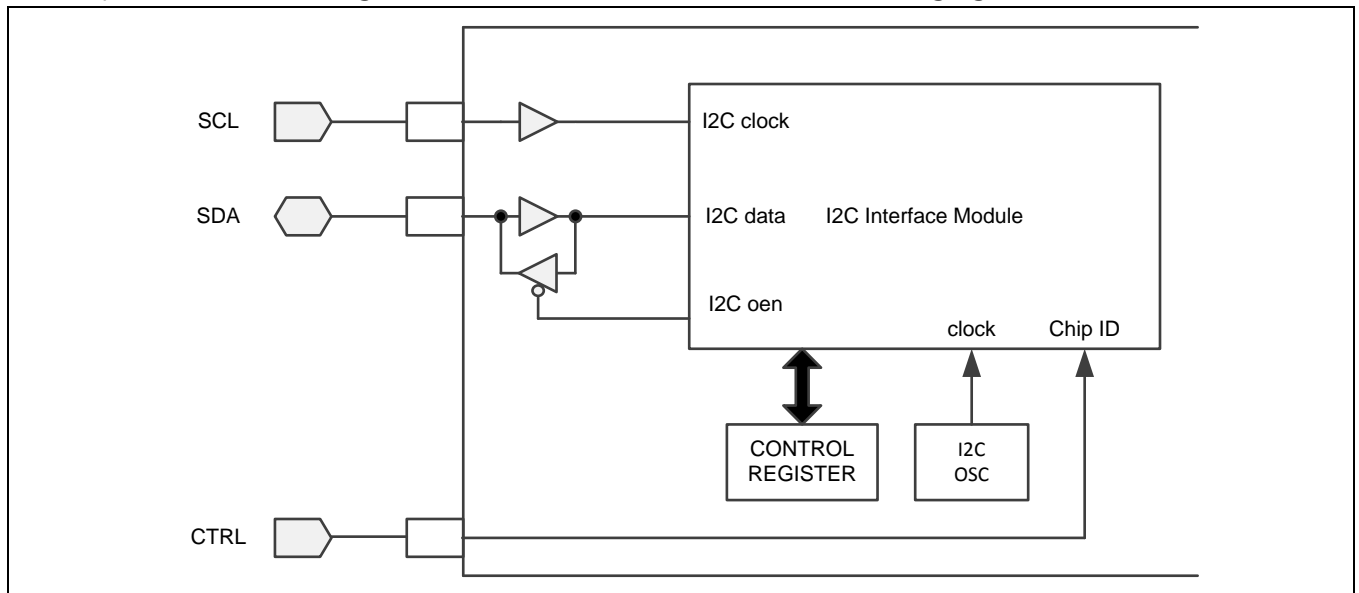 SCL
I2C clock
SDA
I2C data
I2C Interface Module
I2C oen
clock
Chip ID
CONTROL
REGISTER
I2C
OSC
CTRL